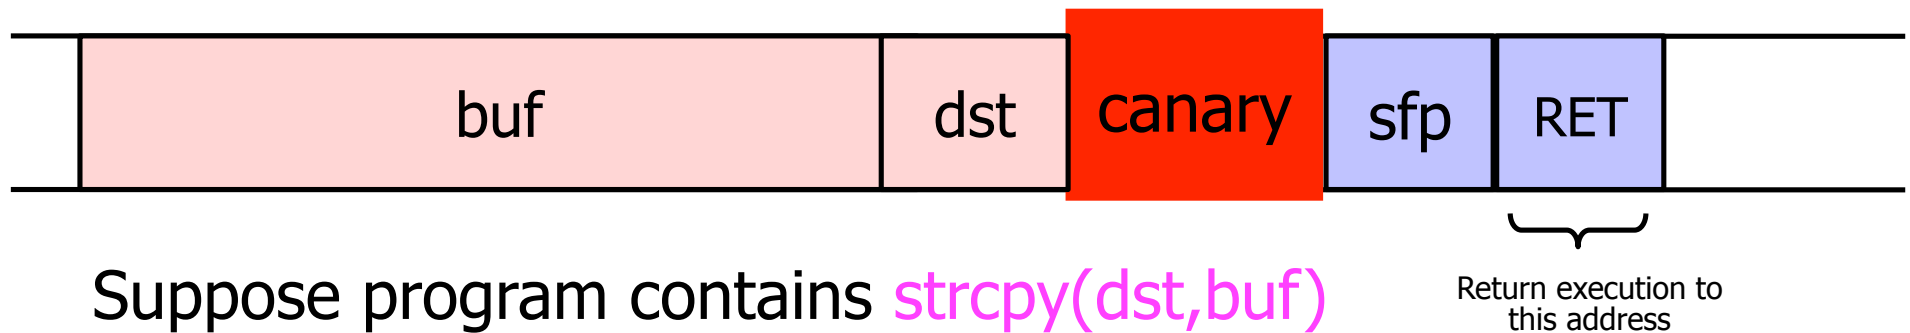 buf dst canary sfp RET
Suppose program contains strcpy(dst,buf)
Return execution to
this address